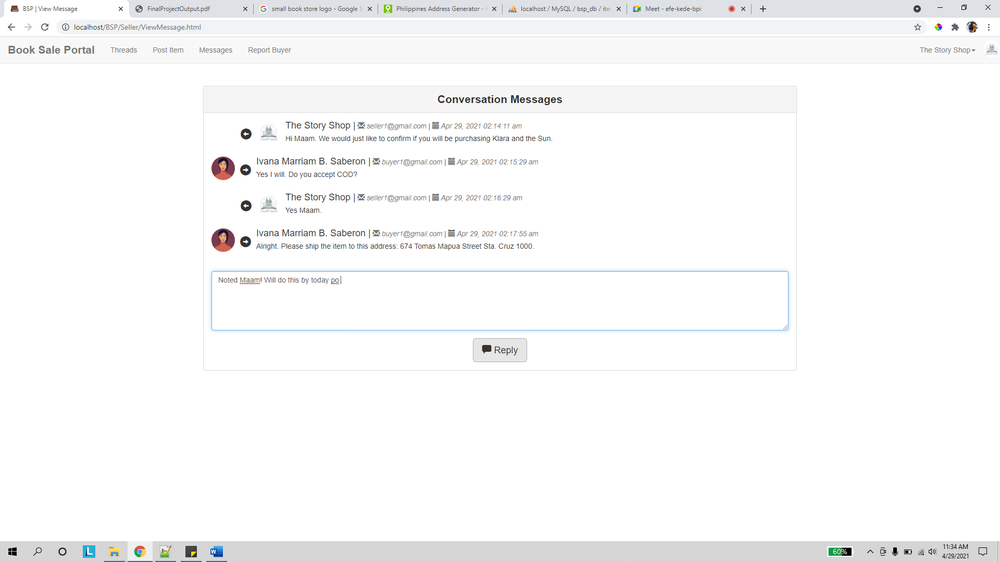 BSP | View Message
FinalProjectOutput.pdf
small book store logo - Google S
Philippines Address Generator -
localhost / MySQL / bsp_db / ite
Meet - efe-kede-bpi
localhost/BSP/Seller/ViewMessage.html
Book Sale Portal Threads Post Item Messages Report Buyer The Story Shop
Conversation Messages
The Story Shop | seller1@gmail.com | Apr 29, 2021 02:14:11 am
Hi Maam. We would just like to confirm if you will be purchasing Klara and the Sun.
Ivana Marriam B. Saberon | buyer1@gmail.com | Apr 29, 2021 02:15:29 am
Yes I will. Do you accept COD?
The Story Shop | seller1@gmail.com | Apr 29, 2021 02:16:29 am
Yes Maam.
Ivana Marriam B. Saberon | buyer1@gmail.com | Apr 29, 2021 02:17:55 am
Alright. Please ship the item to this address: 674 Tomas Mapua Street Sta. Cruz 1000.
Noted Maam! Will do this by today po.
Reply
60%
11:34 AM
4/29/2021